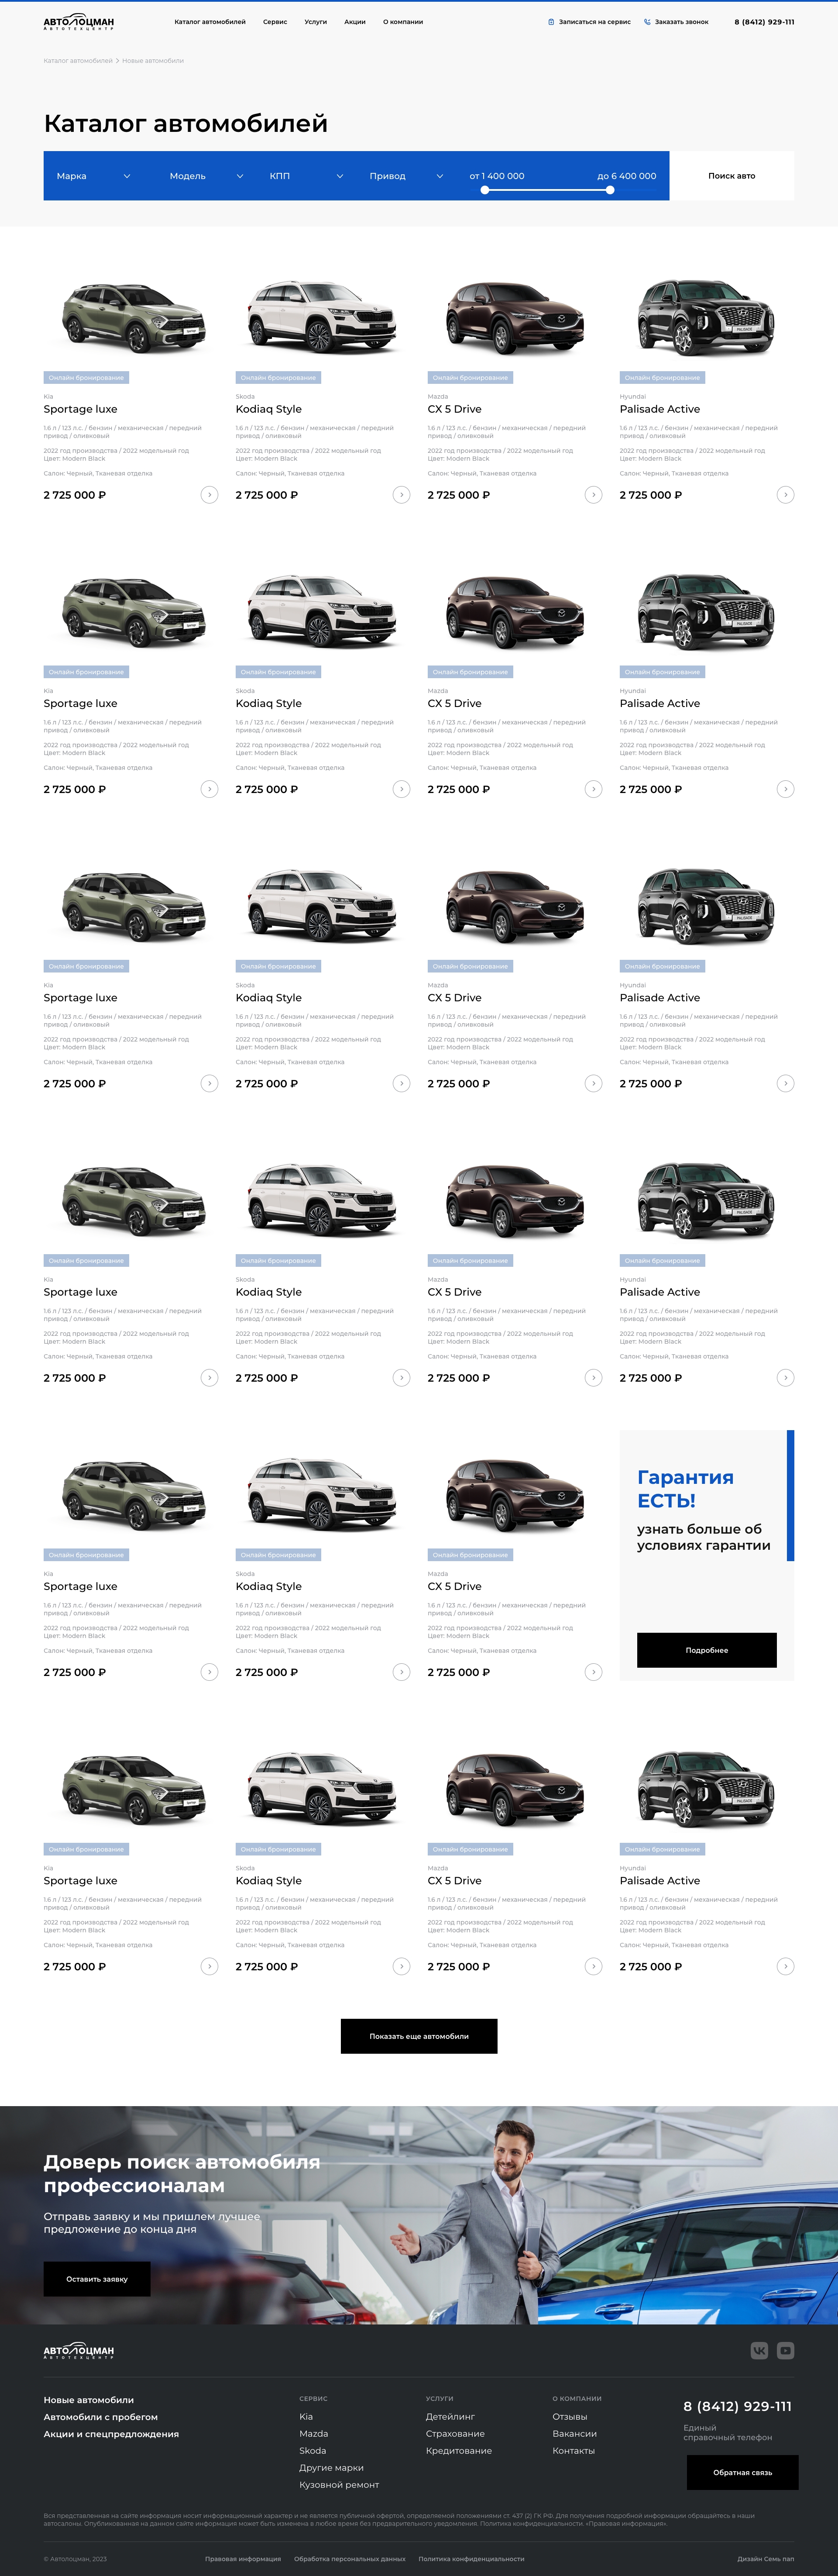 АВТОЛОЦМАН
АВТОТЕХЦЕНТР
Каталог автомобилей Сервис Услуги Акции О компании Записаться на сервис Заказать звонок 8 (8412) 929-111
Каталог автомобилей > Новые автомобили
Каталог автомобилей
Марка Модель КПП Привод от 1 400 000 до 6 400 000 Поиск авто
Онлайн бронирование Онлайн бронирование Онлайн бронирование Онлайн бронирование
Kia Skoda Mazda Hyundai
Sportage luxe Kodiaq Style CX 5 Drive Palisade Active
1.6 л / 123 л.с. / бензин / механическая / передний 1.6 л / 123 л.с. / бензин / механическая / передний 1.6 л / 123 л.с. / бензин / механическая / передний 1.6 л / 123 л.с. / бензин / механическая / передний
привод / оливковый привод / оливковый привод / оливковый привод / оливковый
2022 год производства / 2022 модельный год 2022 год производства / 2022 модельный год 2022 год производства / 2022 модельный год 2022 год производства / 2022 модельный год
Цвет: Modern Black Цвет: Modern Black Цвет: Modern Black Цвет: Modern Black
Салон: Черный, Тканевая отделка Салон: Черный, Тканевая отделка Салон: Черный, Тканевая отделка Салон: Черный, Тканевая отделка
2 725 000 ₽ 2 725 000 ₽ 2 725 000 ₽ 2 725 000 ₽
Онлайн бронирование Онлайн бронирование Онлайн бронирование Онлайн бронирование
Kia Skoda Mazda Hyundai
Sportage luxe Kodiaq Style CX 5 Drive Palisade Active
1.6 л / 123 л.с. / бензин / механическая / передний 1.6 л / 123 л.с. / бензин / механическая / передний 1.6 л / 123 л.с. / бензин / механическая / передний 1.6 л / 123 л.с. / бензин / механическая / передний
привод / оливковый привод / оливковый привод / оливковый привод / оливковый
2022 год производства / 2022 модельный год 2022 год производства / 2022 модельный год 2022 год производства / 2022 модельный год 2022 год производства / 2022 модельный год
Цвет: Modern Black Цвет: Modern Black Цвет: Modern Black Цвет: Modern Black
Салон: Черный, Тканевая отделка Салон: Черный, Тканевая отделка Салон: Черный, Тканевая отделка Салон: Черный, Тканевая отделка
2 725 000 ₽ 2 725 000 ₽ 2 725 000 ₽ 2 725 000 ₽
Онлайн бронирование Онлайн бронирование Онлайн бронирование Онлайн бронирование
Kia Skoda Mazda Hyundai
Sportage luxe Kodiaq Style CX 5 Drive Palisade Active
1.6 л / 123 л.с. / бензин / механическая / передний 1.6 л / 123 л.с. / бензин / механическая / передний 1.6 л / 123 л.с. / бензин / механическая / передний 1.6 л / 123 л.с. / бензин / механическая / передний
привод / оливковый привод / оливковый привод / оливковый привод / оливковый
2022 год производства / 2022 модельный год 2022 год производства / 2022 модельный год 2022 год производства / 2022 модельный год 2022 год производства / 2022 модельный год
Цвет: Modern Black Цвет: Modern Black Цвет: Modern Black Цвет: Modern Black
Салон: Черный, Тканевая отделка Салон: Черный, Тканевая отделка Салон: Черный, Тканевая отделка Салон: Черный, Тканевая отделка
2 725 000 ₽ 2 725 000 ₽ 2 725 000 ₽ 2 725 000 ₽
Онлайн бронирование Онлайн бронирование Онлайн бронирование Онлайн бронирование
Kia Skoda Mazda Hyundai
Sportage luxe Kodiaq Style CX 5 Drive Palisade Active
1.6 л / 123 л.с. / бензин / механическая / передний 1.6 л / 123 л.с. / бензин / механическая / передний 1.6 л / 123 л.с. / бензин / механическая / передний 1.6 л / 123 л.с. / бензин / механическая / передний
привод / оливковый привод / оливковый привод / оливковый привод / оливковый
2022 год производства / 2022 модельный год 2022 год производства / 2022 модельный год 2022 год производства / 2022 модельный год 2022 год производства / 2022 модельный год
Цвет: Modern Black Цвет: Modern Black Цвет: Modern Black Цвет: Modern Black
Салон: Черный, Тканевая отделка Салон: Черный, Тканевая отделка Салон: Черный, Тканевая отделка Салон: Черный, Тканевая отделка
2 725 000 ₽ 2 725 000 ₽ 2 725 000 ₽ 2 725 000 ₽
Онлайн бронирование Онлайн бронирование Онлайн бронирование
Kia Skoda Mazda
Sportage luxe Kodiaq Style CX 5 Drive
1.6 л / 123 л.с. / бензин / механическая / передний 1.6 л / 123 л.с. / бензин / механическая / передний 1.6 л / 123 л.с. / бензин / механическая / передний
привод / оливковый привод / оливковый привод / оливковый
2022 год производства / 2022 модельный год 2022 год производства / 2022 модельный год 2022 год производства / 2022 модельный год
Цвет: Modern Black Цвет: Modern Black Цвет: Modern Black
Салон: Черный, Тканевая отделка Салон: Черный, Тканевая отделка Салон: Черный, Тканевая отделка
2 725 000 ₽ 2 725 000 ₽ 2 725 000 ₽
Гарантия
ЕСТЬ!
узнать больше об
условиях гарантии
Подробнее
Онлайн бронирование Онлайн бронирование Онлайн бронирование Онлайн бронирование
Kia Skoda Mazda Hyundai
Sportage luxe Kodiaq Style CX 5 Drive Palisade Active
1.6 л / 123 л.с. / бензин / механическая / передний 1.6 л / 123 л.с. / бензин / механическая / передний 1.6 л / 123 л.с. / бензин / механическая / передний 1.6 л / 123 л.с. / бензин / механическая / передний
привод / оливковый привод / оливковый привод / оливковый привод / оливковый
2022 год производства / 2022 модельный год 2022 год производства / 2022 модельный год 2022 год производства / 2022 модельный год 2022 год производства / 2022 модельный год
Цвет: Modern Black Цвет: Modern Black Цвет: Modern Black Цвет: Modern Black
Салон: Черный, Тканевая отделка Салон: Черный, Тканевая отделка Салон: Черный, Тканевая отделка Салон: Черный, Тканевая отделка
2 725 000 ₽ 2 725 000 ₽ 2 725 000 ₽ 2 725 000 ₽
Показать еще автомобили
Доверь поиск автомобиля
профессионалам
Отправь заявку и мы пришлем лучшее
предложение до конца дня
Оставить заявку
АВТОЛОЦМАН
АВТОТЕХЦЕНТР
Новые автомобили
Автомобили с пробегом
Акции и спецпредложения
СЕРВИС
Kia
Mazda
Skoda
Другие марки
Кузовной ремонт
УСЛУГИ
Детейлинг
Страхование
Кредитование
О КОМПАНИИ
Отзывы
Вакансии
Контакты
8 (8412) 929-111
Единый
справочный телефон
Обратная связь
Вся представленная на сайте информация носит информационный характер и не является публичной офертой, определяемой положениями ст. 437 (2) ГК РФ. Для получения подробной информации обращайтесь в наши
автосалоны. Опубликованная на данном сайте информация может быть изменена в любое время без предварительного уведомления. Политика конфиденциальности. «Правовая информация».
© Автолоцман, 2023 Правовая информация Обработка персональных данных Политика конфиденциальности Дизайн Семь пап